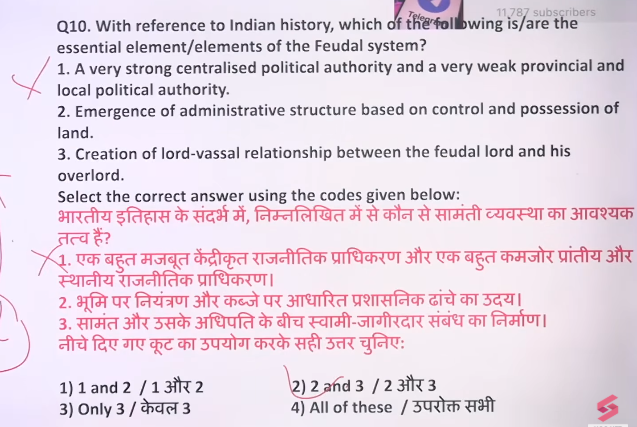 Telegram
11,787 subscribers
Q10. With reference to Indian history, which of the following is/are the
essential element/elements of the Feudal system?
1. A very strong centralised political authority and a very weak provincial and
local political authority.
2. Emergence of administrative structure based on control and possession of
land.
3. Creation of lord-vassal relationship between the feudal lord and his
overlord.
Select the correct answer using the codes given below:
भारतीय इतिहास के संदर्भ में, निम्नलिखित में से कौन से सामंती व्यवस्था का आवश्यक
तत्व हैं?
1. एक बहुत मजबूत केंद्रीकृत राजनीतिक प्राधिकरण और एक बहुत कमजोर प्रांतीय और
स्थानीय राजनीतिक प्राधिकरण।
2. भूमि पर नियंत्रण और कब्जे पर आधारित प्रशासनिक ढांचे का उदय।
3. सामंत और उसके अधिपति के बीच स्वामी-जागीरदार संबंध का निर्माण।
नीचे दिए गए कूट का उपयोग करके सही उत्तर चुनिए:
1) 1 and 2 / 1 और 2
2) 2 and 3 / 2 और 3
3) Only 3 / केवल 3
4) All of these / उपरोक्त सभी